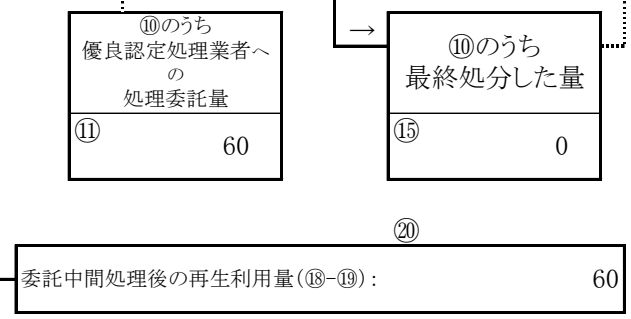 ⑩のうち
優良認定処理業者へ
の
処理委託量
⑪
60
→
⑩のうち
最終処分した量
⑮
0
⑳
委託中間処理後の再生利用量(⑱-⑲): 60